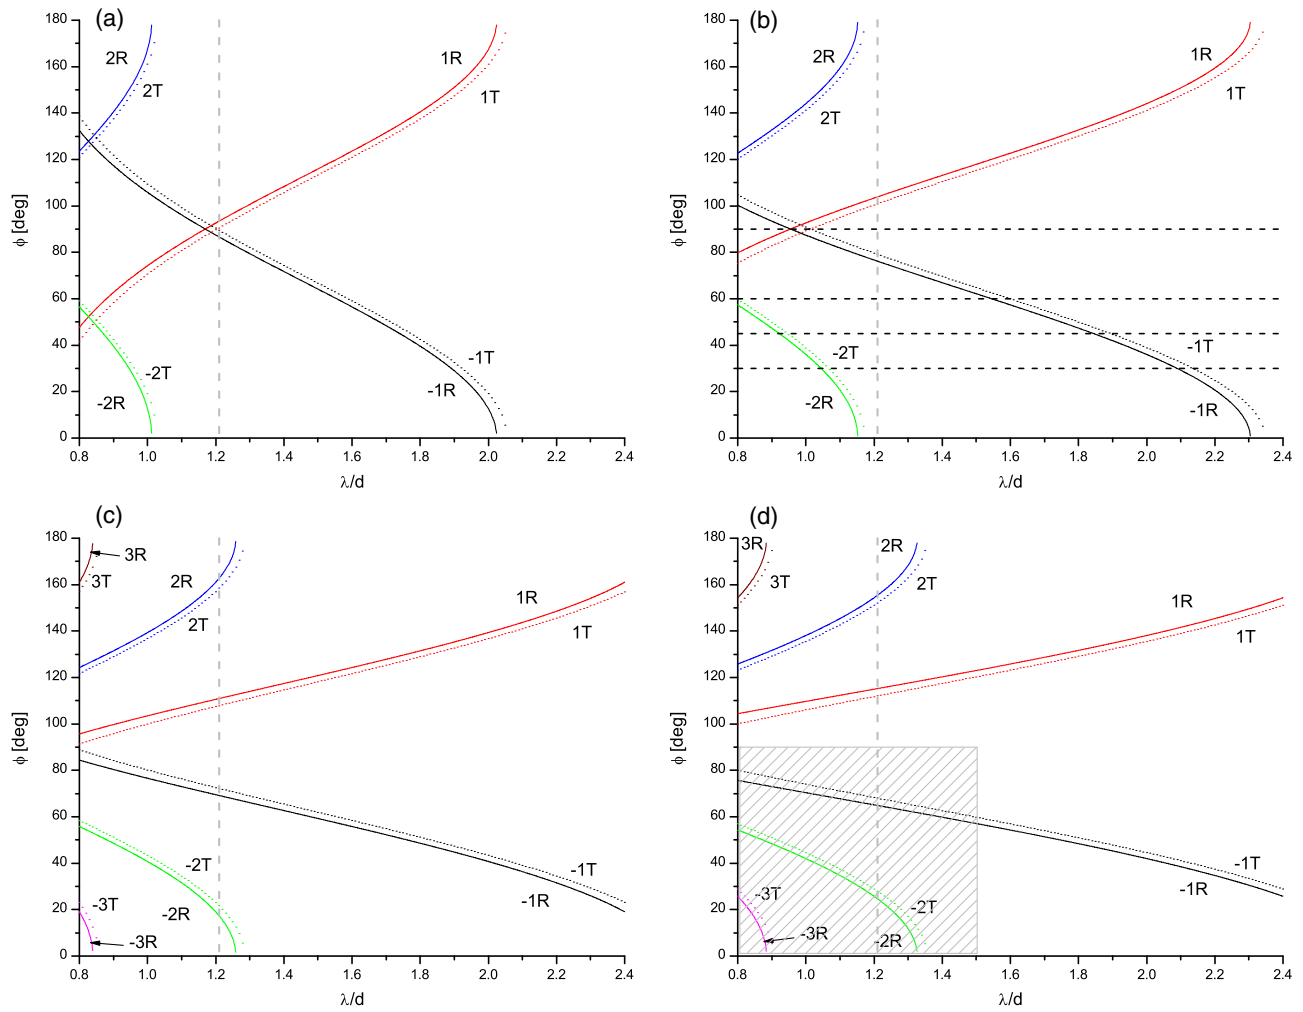 (a)
180
160
140
120
100
80
60
40
20
0
ϕ [deg]
2R
2T
1R
1T
-2T
-2R
-1T
-1R
0.8
1.0
1.2
1.4
1.6
1.8
2.0
2.2
2.4
λ/d
(b)
180
160
140
120
100
80
60
40
20
0
ϕ [deg]
2R
2T
1R
1T
-2T
-2R
-1T
-1R
0.8
1.0
1.2
1.4
1.6
1.8
2.0
2.2
2.4
λ/d
(c)
180
160
140
120
100
80
60
40
20
0
ϕ [deg]
3R
3T
2R
2T
1R
1T
-2T
-2R
-1T
-1R
-3T
-3R
0.8
1.0
1.2
1.4
1.6
1.8
2.0
2.2
2.4
λ/d
(d)
180
160
140
120
100
80
60
40
20
0
ϕ [deg]
3R
3T
2R
2T
1R
1T
-1T
-1R
-3T
-2T
-3R
-2R
0.8
1.0
1.2
1.4
1.6
1.8
2.0
2.2
2.4
λ/d